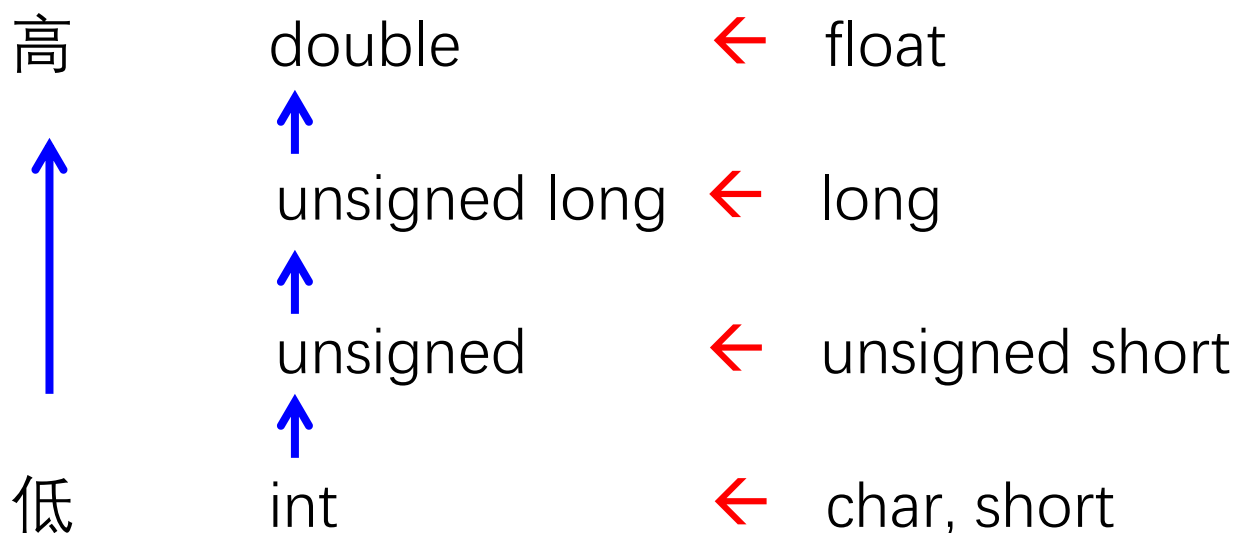 高 double ← float
unsigned long ← long
unsigned ← unsigned short
低 int ← char, short